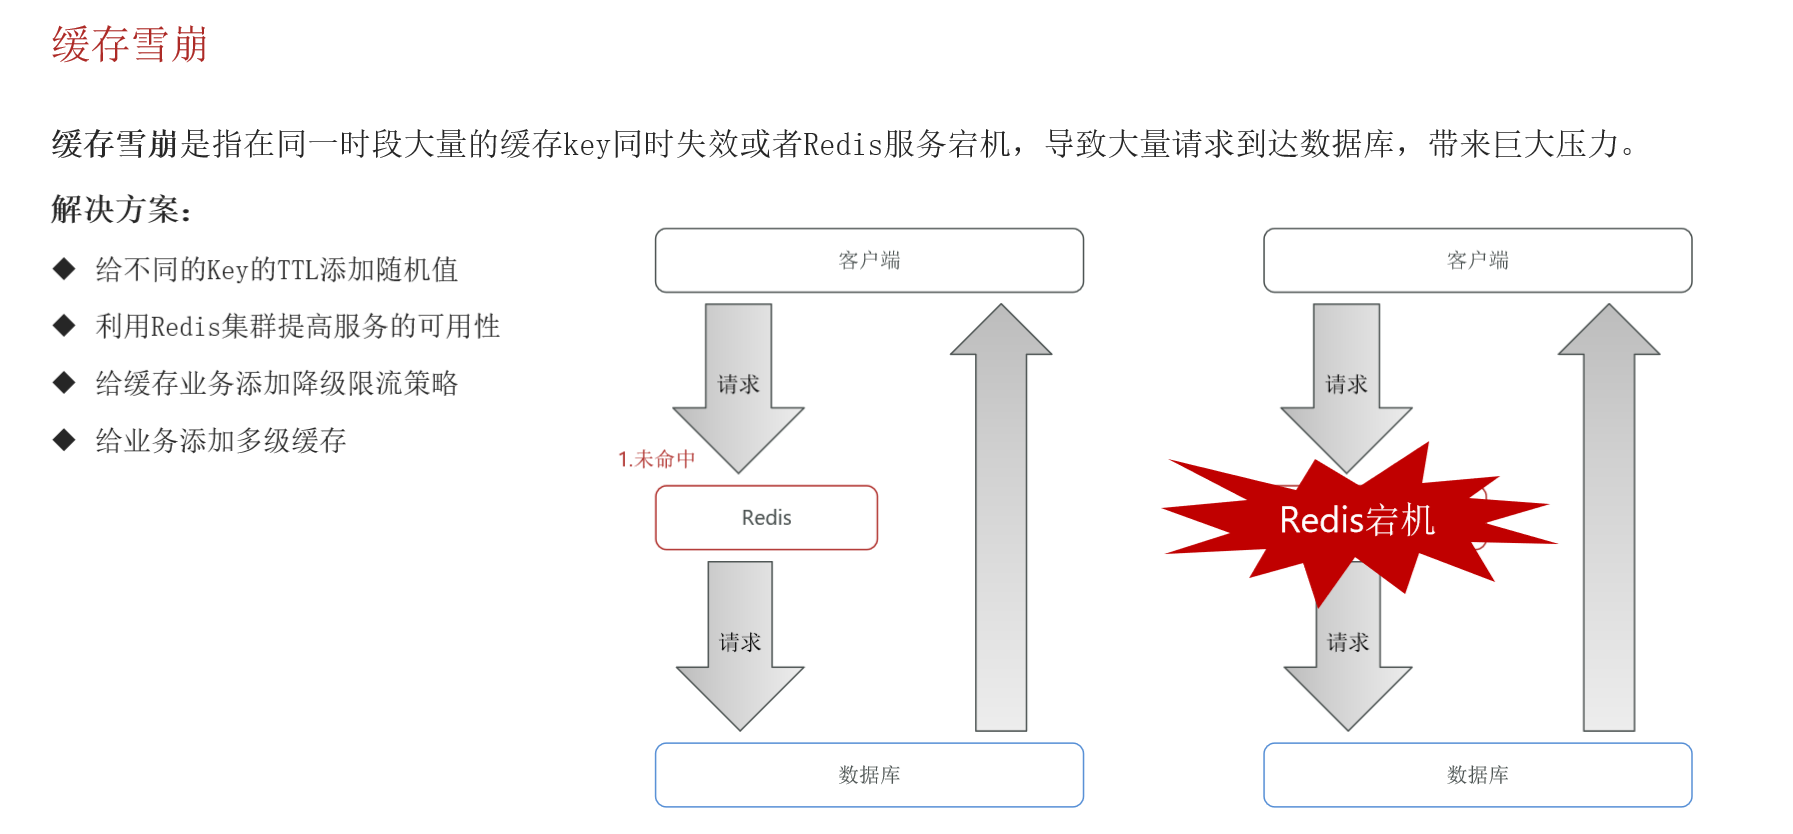 缓存雪崩
缓存雪崩是指在同一时段大量的缓存key同时失效或者Redis服务宕机，导致大量请求到达数据库，带来巨大压力。
解决方案：
◆ 给不同的Key的TTL添加随机值
◆ 利用Redis集群提高服务的可用性
◆ 给缓存业务添加降级限流策略
◆ 给业务添加多级缓存
客户端
请求
1.未命中
Redis
请求
数据库
客户端
请求
Redis宕机
请求
数据库